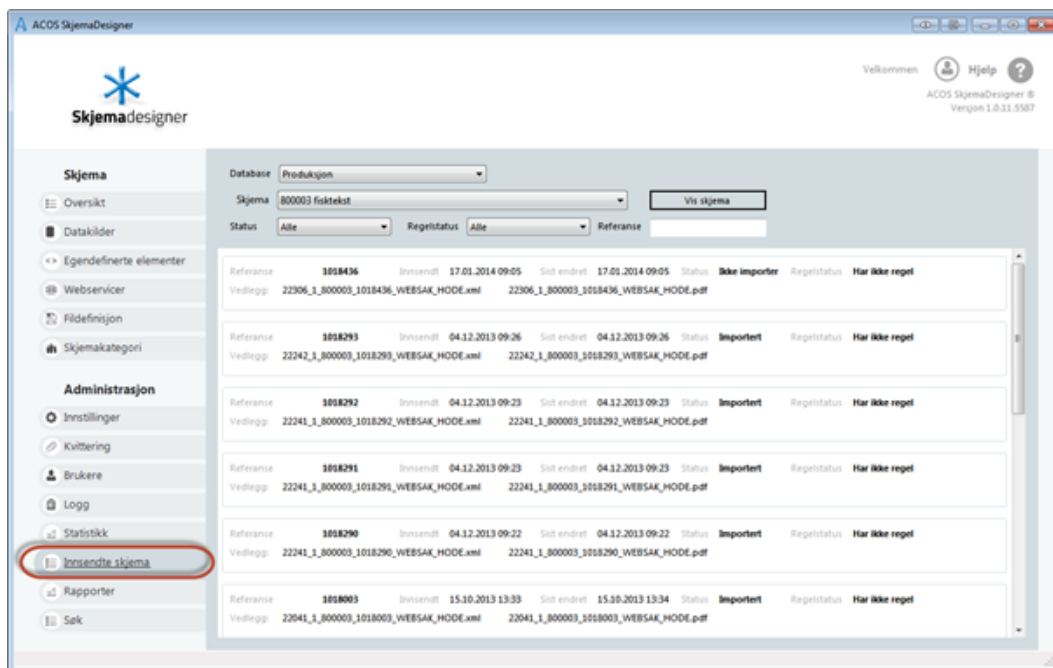 ACOS SkjemaDesigner
Velkommen Hjelp ?
ACOS SkjemaDesigner ®
Versjon 1.0.11.5587
Skjemadesigner
Skjema
Oversikt
Datakilder
Egendefinerte elementer
Webservicer
Fildefinisjon
Skjemakategori
Administrasjon
Innstillinger
Kvittering
Brukere
Logg
Statistikk
Innsendte skjema
Rapporter
Søk
Database Produksjon
Skjema 800003 fisktekst Vis skjema
Status Alle Regelstatus Alle Referanse
Referanse 1018436 Innsendt 17.01.2014 09:05 Sist endret 17.01.2014 09:05 Status Ikke importer Regelstatus Har ikke regel
Vedlegg: 22306_1_800003_1018436_WEBSAK_HODE.xml 22306_1_800003_1018436_WEBSAK_HODE.pdf
Referanse 1018293 Innsendt 04.12.2013 09:26 Sist endret 04.12.2013 09:26 Status Importert Regelstatus Har ikke regel
Vedlegg: 22242_1_800003_1018293_WEBSAK_HODE.xml 22242_1_800003_1018293_WEBSAK_HODE.pdf
Referanse 1018292 Innsendt 04.12.2013 09:23 Sist endret 04.12.2013 09:23 Status Importert Regelstatus Har ikke regel
Vedlegg: 22241_1_800003_1018292_WEBSAK_HODE.xml 22241_1_800003_1018292_WEBSAK_HODE.pdf
Referanse 1018291 Innsendt 04.12.2013 09:23 Sist endret 04.12.2013 09:23 Status Importert Regelstatus Har ikke regel
Vedlegg: 22241_1_800003_1018291_WEBSAK_HODE.xml 22241_1_800003_1018291_WEBSAK_HODE.pdf
Referanse 1018290 Innsendt 04.12.2013 09:22 Sist endret 04.12.2013 09:22 Status Importert Regelstatus Har ikke regel
Vedlegg: 22241_1_800003_1018290_WEBSAK_HODE.xml 22241_1_800003_1018290_WEBSAK_HODE.pdf
Referanse 1018003 Innsendt 15.10.2013 13:33 Sist endret 15.10.2013 13:34 Status Importert Regelstatus Har ikke regel
Vedlegg: 22041_1_800003_1018003_WEBSAK_HODE.xml 22041_1_800003_1018003_WEBSAK_HODE.pdf